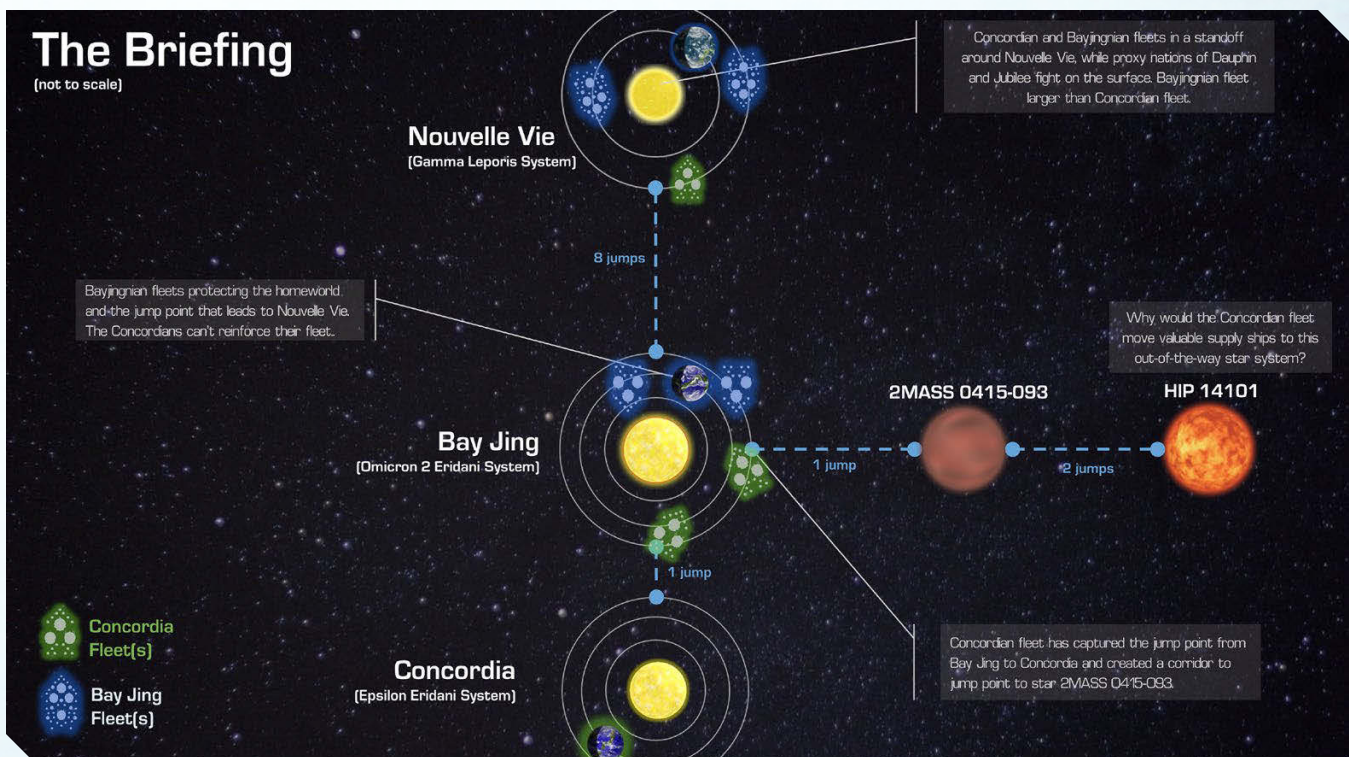 The Briefing
(not to scale)
Concordian and Bayjingnian fleets in a standoff
around Nouvelle Vie, while proxy nations of Dauphin
and Jubilee fight on the surface. Bayjingnian fleet
larger than Concordian fleet.
Nouvelle Vie
(Gamma Leporis System)
8 jumps
Bayjingnian fleets protecting the homeworld
and the jump point that leads to Nouvelle Vie.
The Concordians can't reinforce their fleet..
Why would the Concordian fleet
move valuable supply ships to this
out-of-the-way star system?
2MASS 0415-093
HIP 14101
Bay Jing
(Omicron 2 Eridani System)
1 jump
2 jumps
1 jump
Concordia
Fleet(s)
Bay Jing
Fleet(s)
Concordia
(Epsilon Eridani System)
Concordian fleet has captured the jump point from
Bay Jing to Concordia and created a corridor to
jump point to star 2MASS 0415-093.